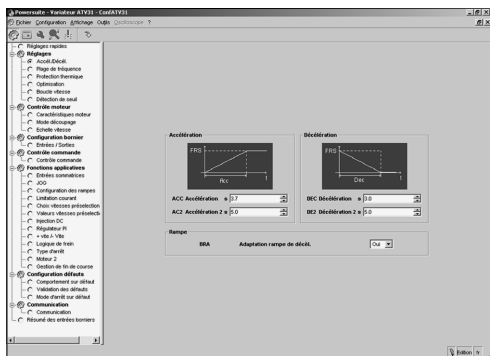 Powersuite - Variateur ATV31 - ConfATV31
Fichier Configuration Affichage Outils Oscilloscope ?
Réglages rapides
Réglages
Accél./Décél.
Plage de fréquence
Protection thermique
Optimisation
Boucle vitesse
Détection de seuil
Contrôle moteur
Caractéristiques moteur
Mode découpage
Echelle vitesse
Configuration bornier
Entrées / Sorties
Contrôle commande
Contrôle commande
Fonctions applicatives
Entrées sommatrices
JOG
Configuration des rampes
Limitation courant
Choix vitesses préselection
Valeurs vitesses préselecti
Injection DC
Régulateur PI
+ vite /- Vite
Logique de frein
Type d'arrêt
Moteur 2
Gestion de fin de course
Configuration défauts
Comportement sur défaut
Validation des défauts
Mode d'arrêt sur défaut
Communication
Communication
Résumé des entrées borniers
Accélération
FRS
Acc
t
ACC Accélération s 3.7
AC2 Accélération 2 s 5.0
Décélération
FRS
Dec
t
DEC Décélération s 3.0
DE2 Décélération 2 s 5.0
Rampe
BRA Adaptation rampe de décél. Oui
Edition fr